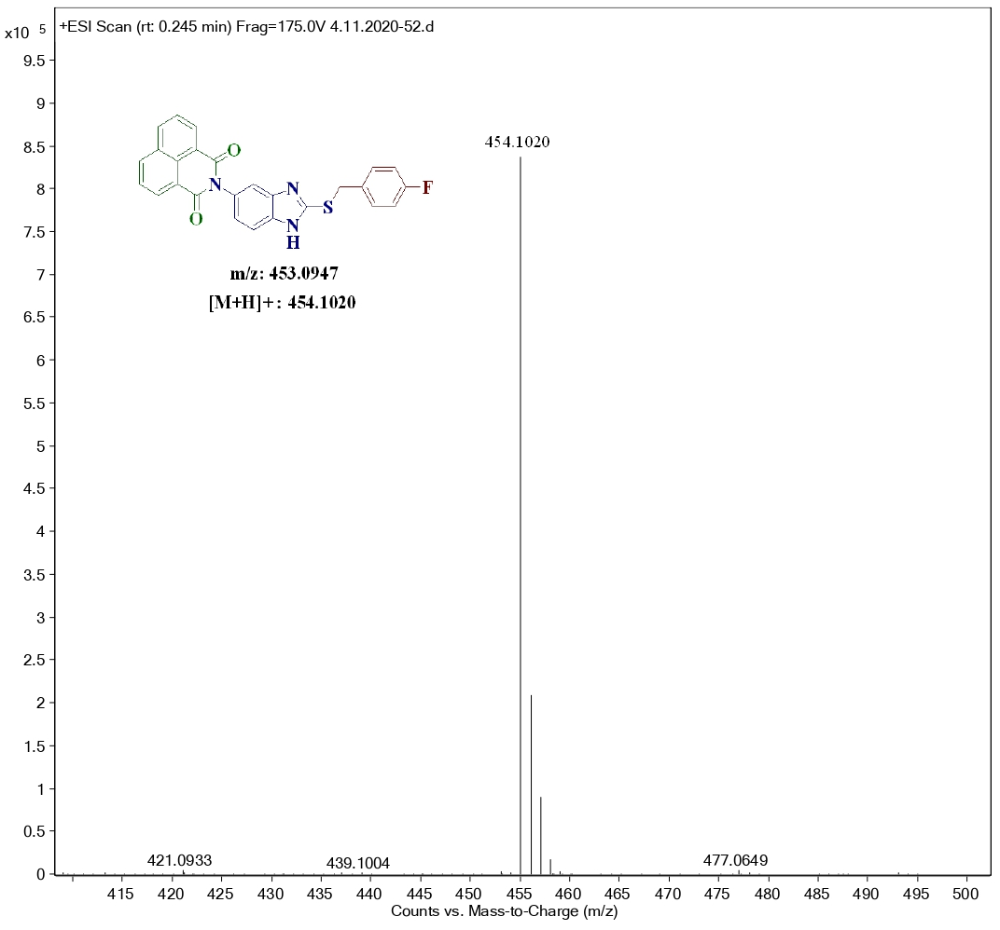 x10 5
+ESI Scan (rt: 0.245 min) Frag=175.0V 4.11.2020-52.d
9.5
9
8.5
8
7.5
7
6.5
6
5.5
5
4.5
4
3.5
3
2.5
2
1.5
1
0.5
0
454.1020
O
N
O
N
N
H
S
F
m/z: 453.0947
[M+H]+: 454.1020
421.0933
439.1004
477.0649
415 420 425 430 435 440 445 450 455 460 465 470 475 480 485 490 495 500
Counts vs. Mass-to-Charge (m/z)